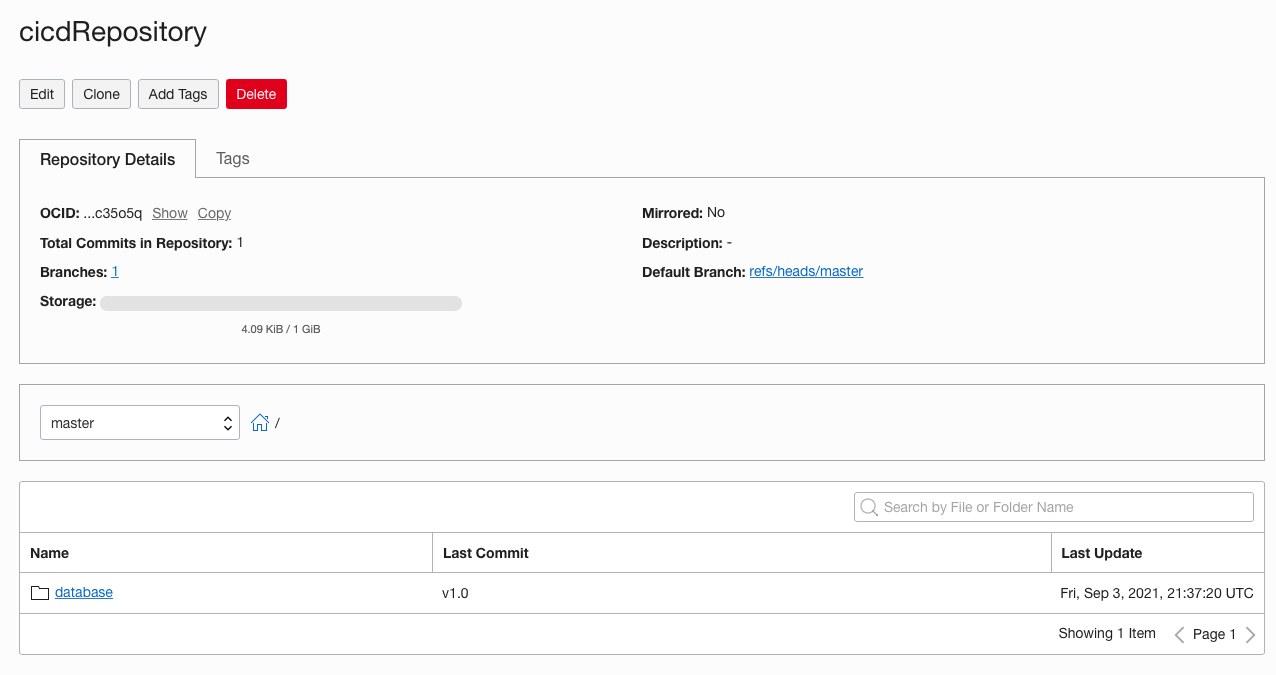 cicdRepository
Edit Clone Add Tags Delete
Repository Details Tags
OCID: ...c35o5q Show Copy
Mirrored: No
Total Commits in Repository: 1
Description: -
Branches: 1
Default Branch: refs/heads/master
Storage:
4.09 KiB / 1 GiB
master /
Search by File or Folder Name
Name Last Commit Last Update
database v1.0 Fri, Sep 3, 2021, 21:37:20 UTC
Showing 1 Item Page 1